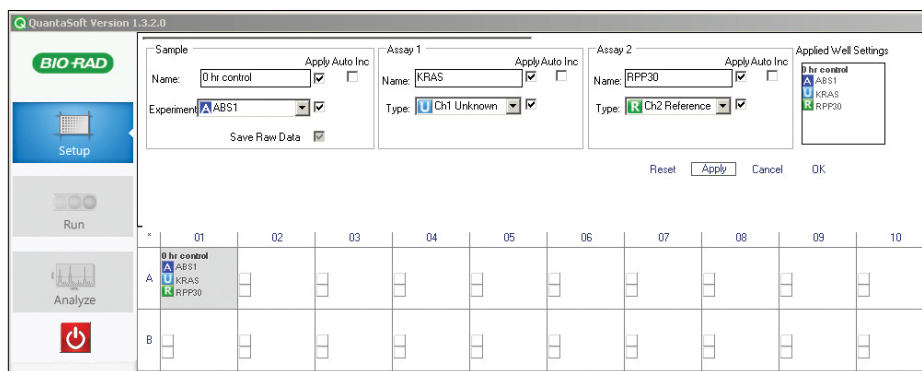 QuantaSoft Version 1.3.2.0
BIO-RAD
Setup
Run
Analyze
Sample
Apply Auto Inc
Name: 0 hr control
Experiment A ABS1
Save Raw Data
Assay 1
Apply Auto Inc
Name: KRAS
Type: U Ch1 Unknown
Assay 2
Apply Auto Inc
Name: RPP30
Type: R Ch2 Reference
Applied Well Settings
0 hr control
A ABS1
U KRAS
R RPP30
Reset Apply Cancel OK
* 01 02 03 04 05 06 07 08 09 10
A
0 hr control
A ABS1
U KRAS
R RPP30
B